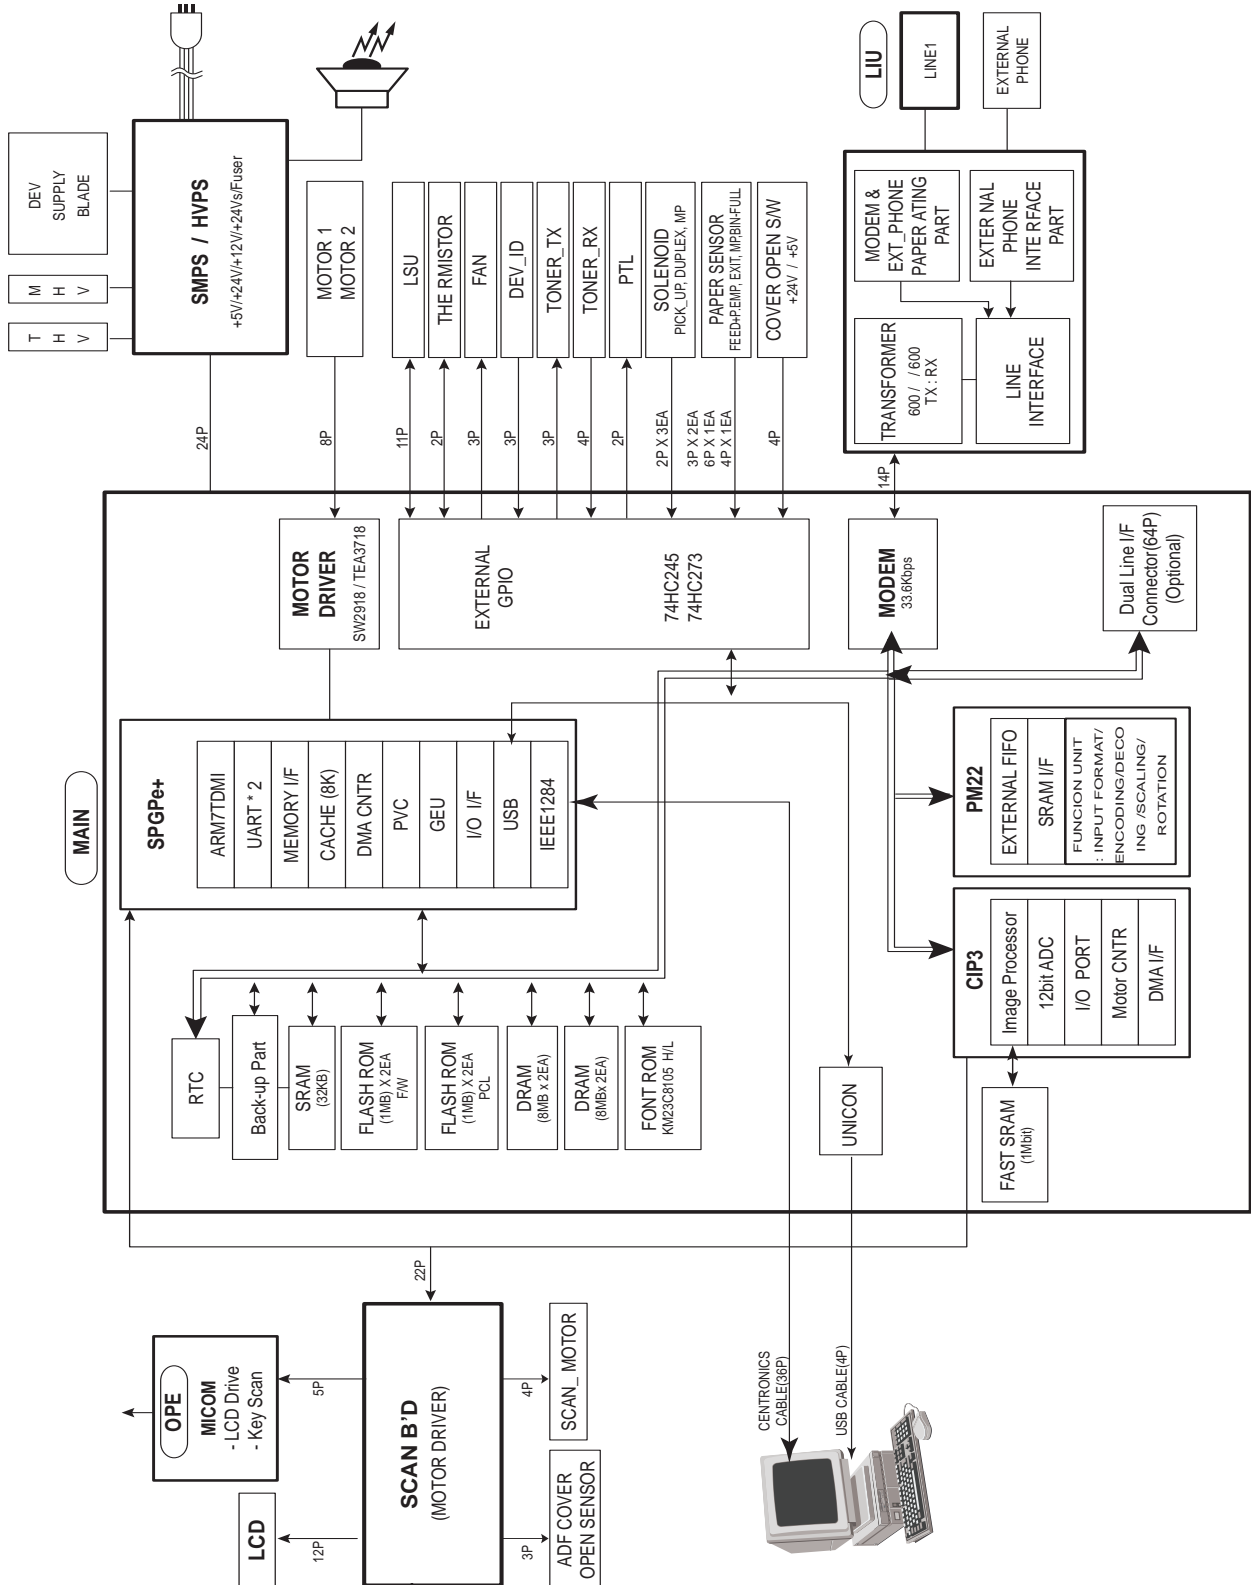 OPE
MICOM
- LCD Drive
- Key Scan
LCD
5P
12P
SCAN B'D
(MOTOR DRIVER)
22P
4P
3P
SCAN_ MOTOR
ADF COVER
OPEN SENSOR
CENTRONICS
CABLE(36P)
USB CABLE(4P)
MAIN
SPGPe+
ARM7TDMI
UART * 2
MEMORY I/F
CACHE (8K)
DMA CNTR
PVC
GEU
I/O I/F
USB
IEEE1284
RTC
Back-up Part
SRAM
(32KB)
FLASH ROM
(1MB) X 2EA
F/W
FLASH ROM
(1MB) X 2EA
PCL
DRAM
(8MB x 2EA)
DRAM
(8MBx 2EA)
FONT ROM
KM23C8105 H/L
UNICON
FAST SRAM
(1Mbit)
CIP3
Image Processor
12bit ADC
I/O PORT
Motor CNTR
DMA I/F
PM22
EXTERNAL FIFO
SRAM I/F
FUNCION UNIT
: INPUT FORMAT/
ENCODING/DECO
ING /SCALING/
ROTATION
MOTOR
DRIVER
SW2918 / TEA3718
EXTERNAL
GPIO
74HC245
74HC273
MODEM
33.6Kbps
Dual Line I/F
Connector(64P)
(Optional)
24P
8P
11P
2P
3P
3P
3P
4P
2P
2P X 3EA
3P X 2EA
6P X 1EA
4P X 1EA
4P
14P
T
H
V
M
H
V
DEV
SUPPLY
BLADE
SMPS / HVPS
+5V/+24V/+12V/+24Vs/Fuser
MOTOR 1
MOTOR 2
LSU
THE RMISTOR
FAN
DEV_ID
TONER_TX
TONER_RX
PTL
SOLENOID
PICK_UP, DUPLEX, MP
PAPER SENSOR
FEED+P.EMP, EXIT, MP,BIN-FULL
COVER OPEN S/W
+24V / +5V
LIU
LINE1
EXTERNAL
PHONE
MODEM &
EXT_PHONE
PAPER ATING
PART
EXTER NAL
PHONE
INTE RFACE
PART
TRANSFORMER
600 / / 600
TX : RX
LINE
INTERFACE